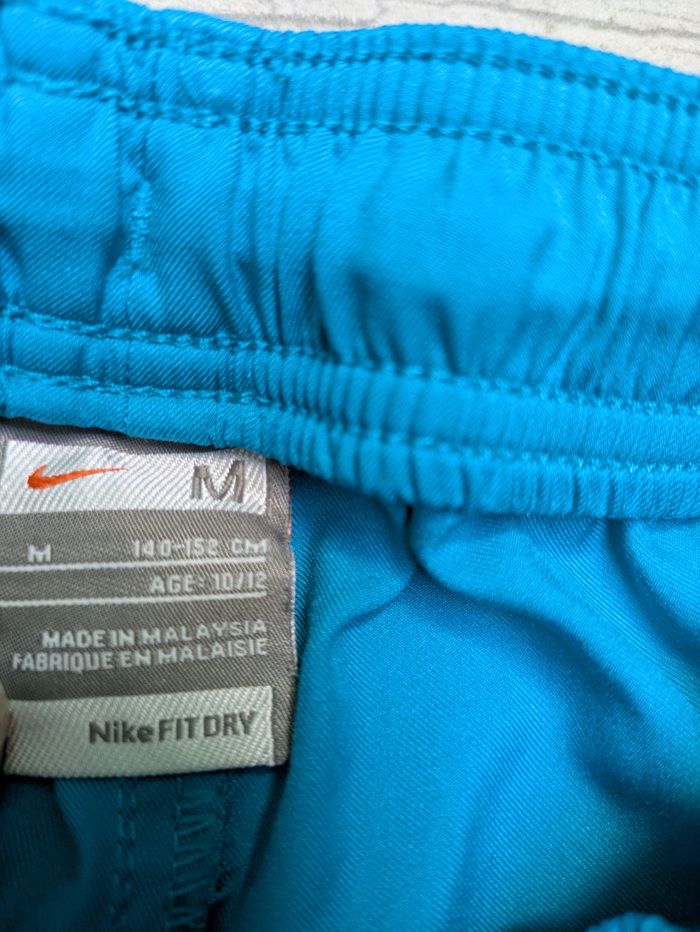 M
M 140-152 CM
AGE: 10/12
MADE IN MALAYSIA
FABRIQUE EN MALAISIE
Nike FIT DRY